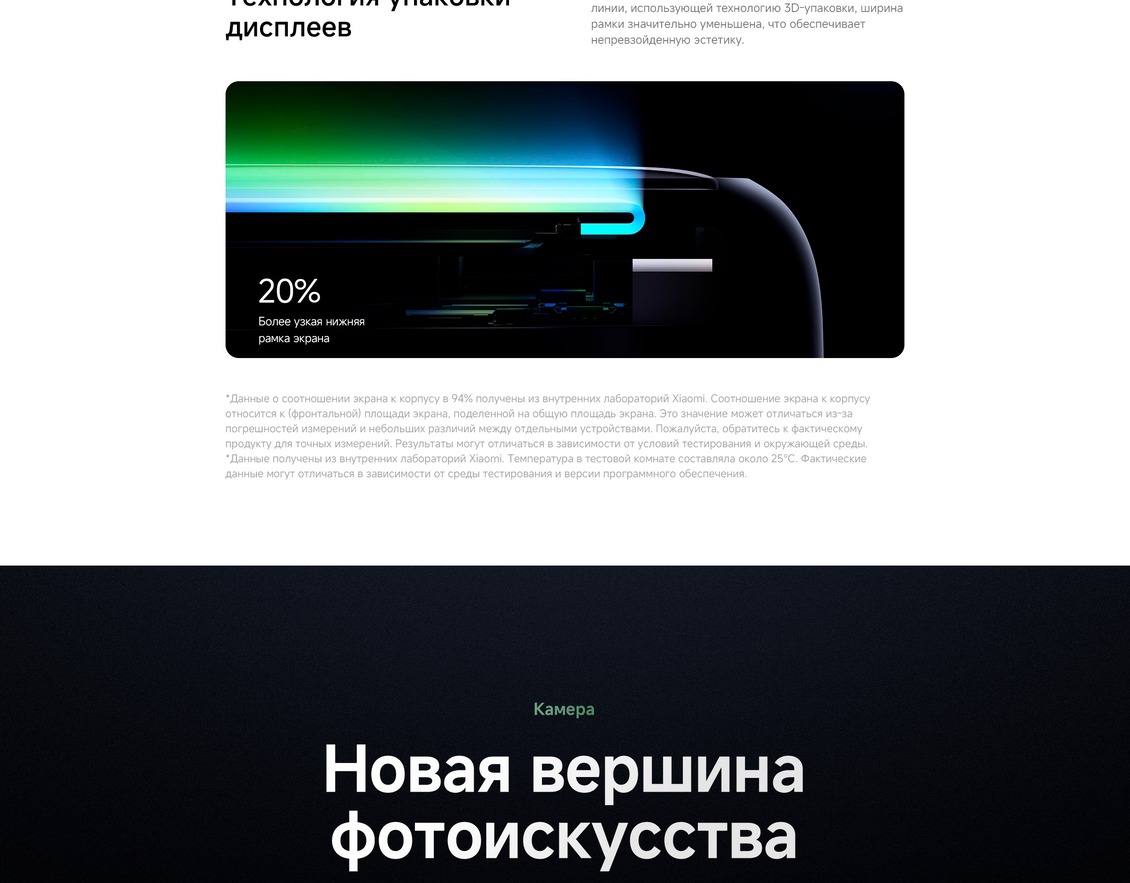 Технология упаковки
дисплеев
линии, использующей технологию 3D-упаковки, ширина
рамки значительно уменьшена, что обеспечивает
непревзойденную эстетику.
20%
Более узкая нижняя
рамка экрана
*Данные о соотношении экрана к корпусу в 94% получены из внутренних лабораторий Xiaomi. Соотношение экрана к корпусу
относится к (фронтальной) площади экрана, поделенной на общую площадь экрана. Это значение может отличаться из-за
погрешностей измерений и небольших различий между отдельными устройствами. Пожалуйста, обратитесь к фактическому
продукту для точных измерений. Результаты могут отличаться в зависимости от условий тестирования и окружающей среды.
*Данные получены из внутренних лабораторий Xiaomi. Температура в тестовой комнате составляла около 25°C. Фактические
данные могут отличаться в зависимости от среды тестирования и версии программного обеспечения.
Камера
Новая вершина
фотоискусства